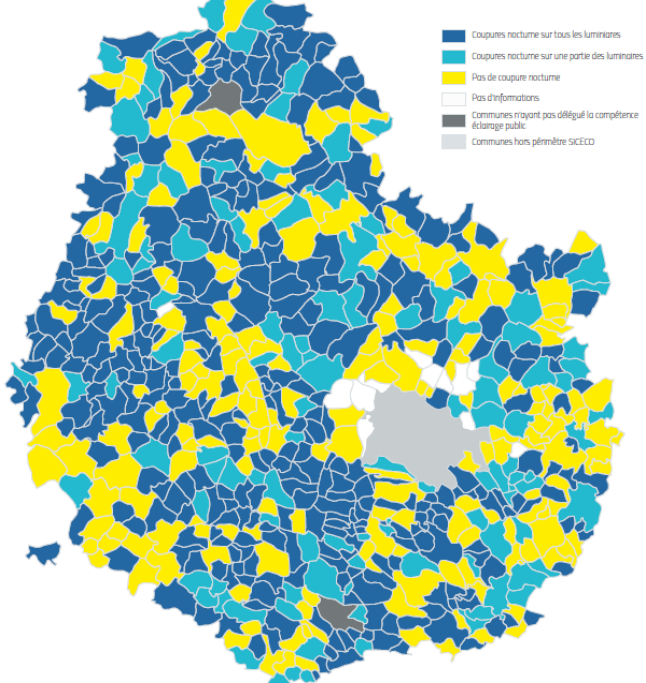 Coupures nocturne sur tous les luminiares
Coupures nocturne sur une partie des luminaires
Pas de coupure nocturne
Pas d'informations
Communes n'ayant pas délégué la compétence
éclairage public
Communes hors périmètre SICECO